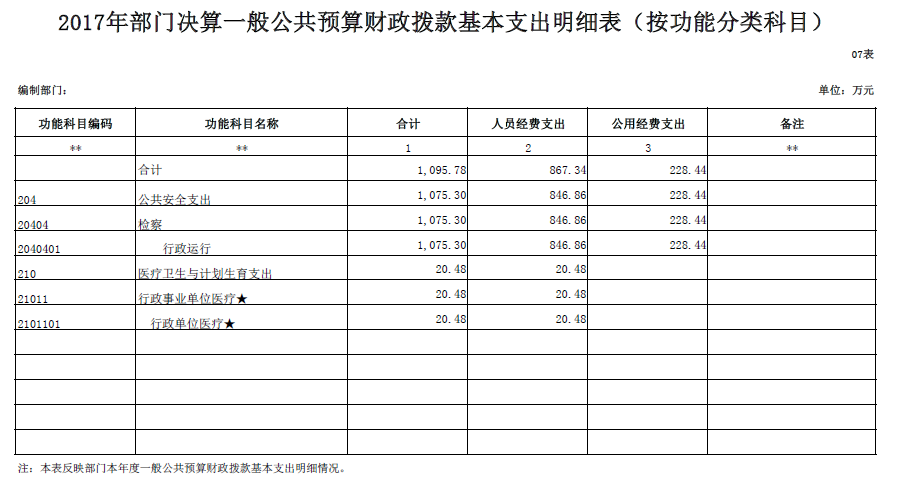 2017年部门决算一般公共预算财政拨款基本支出明细表（按功能分类科目）
07表
编制部门： 单位：万元
功能科目编码 功能科目名称 合计 人员经费支出 公用经费支出 备注
** ** 1 2 3 **
合计 1,095.78 867.34 228.44
204 公共安全支出 1,075.30 846.86 228.44
20404 检察 1,075.30 846.86 228.44
2040401 行政运行 1,075.30 846.86 228.44
210 医疗卫生与计划生育支出 20.48 20.48
21011 行政事业单位医疗★ 20.48 20.48
2101101 行政单位医疗★ 20.48 20.48
注：本表反映部门本年度一般公共预算财政拨款基本支出明细情况。